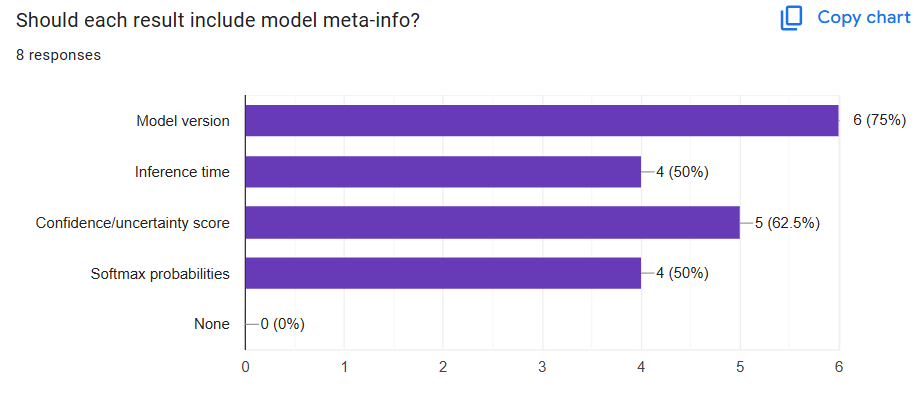 Should each result include model meta-info?
Copy chart
8 responses
Model version
6 (75%)
Inference time
4 (50%)
Confidence/uncertainty score
5 (62.5%)
Softmax probabilities
4 (50%)
None
0 (0%)
0 1 2 3 4 5 6